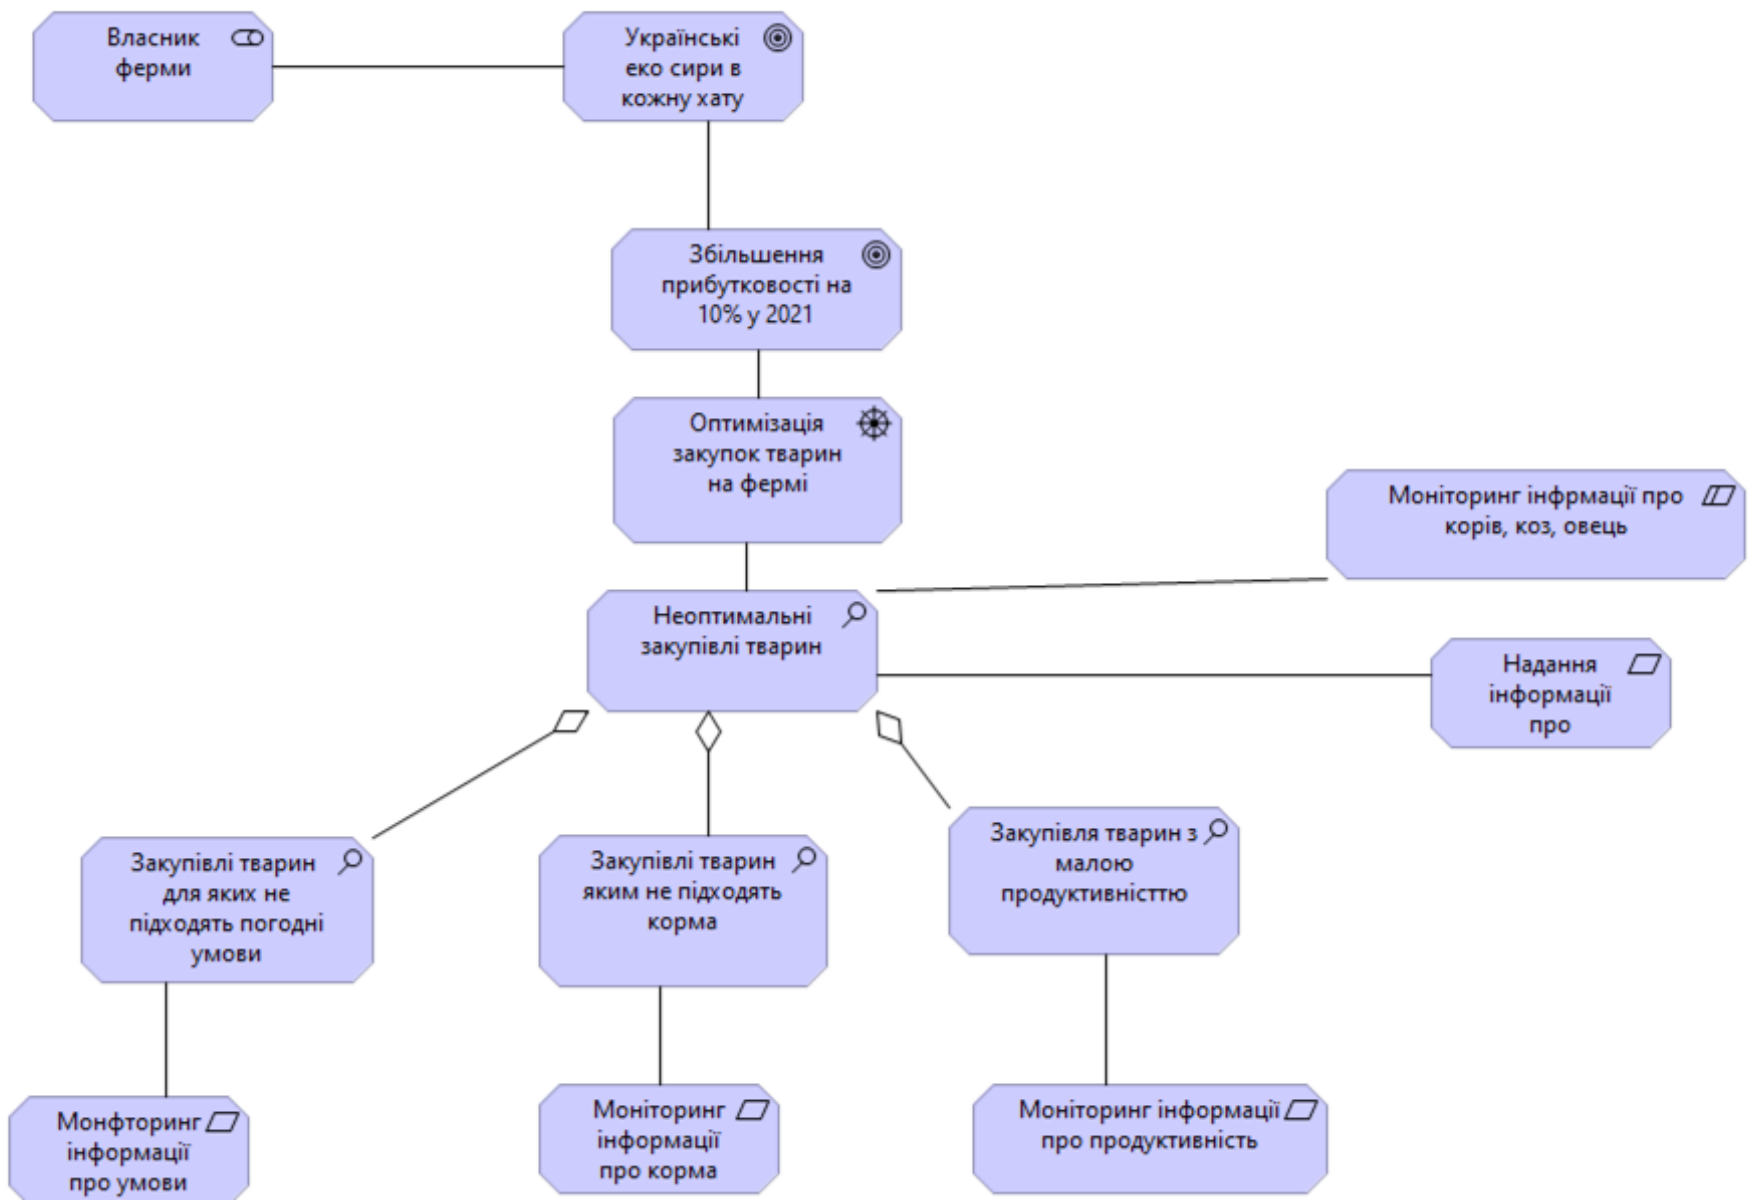 Власник
ферми
Українські
еко сири в
кожну хату
Збільшення
прибутковості на
10% у 2021
Оптимізація
закупок тварин
на фермі
Моніторинг інфрмації про
корів, коз, овець
Неоптимальні
закупівлі тварин
Надання
інформації
про
Закупівлі тварин
для яких не
підходять погодні
умови
Закупівлі тварин
яким не підходять
корма
Закупівля тварин з
малою
продуктивністтю
Монфторинг
інформації
про умови
Моніторинг
інформації
про корма
Моніторинг інформації
про продуктивність